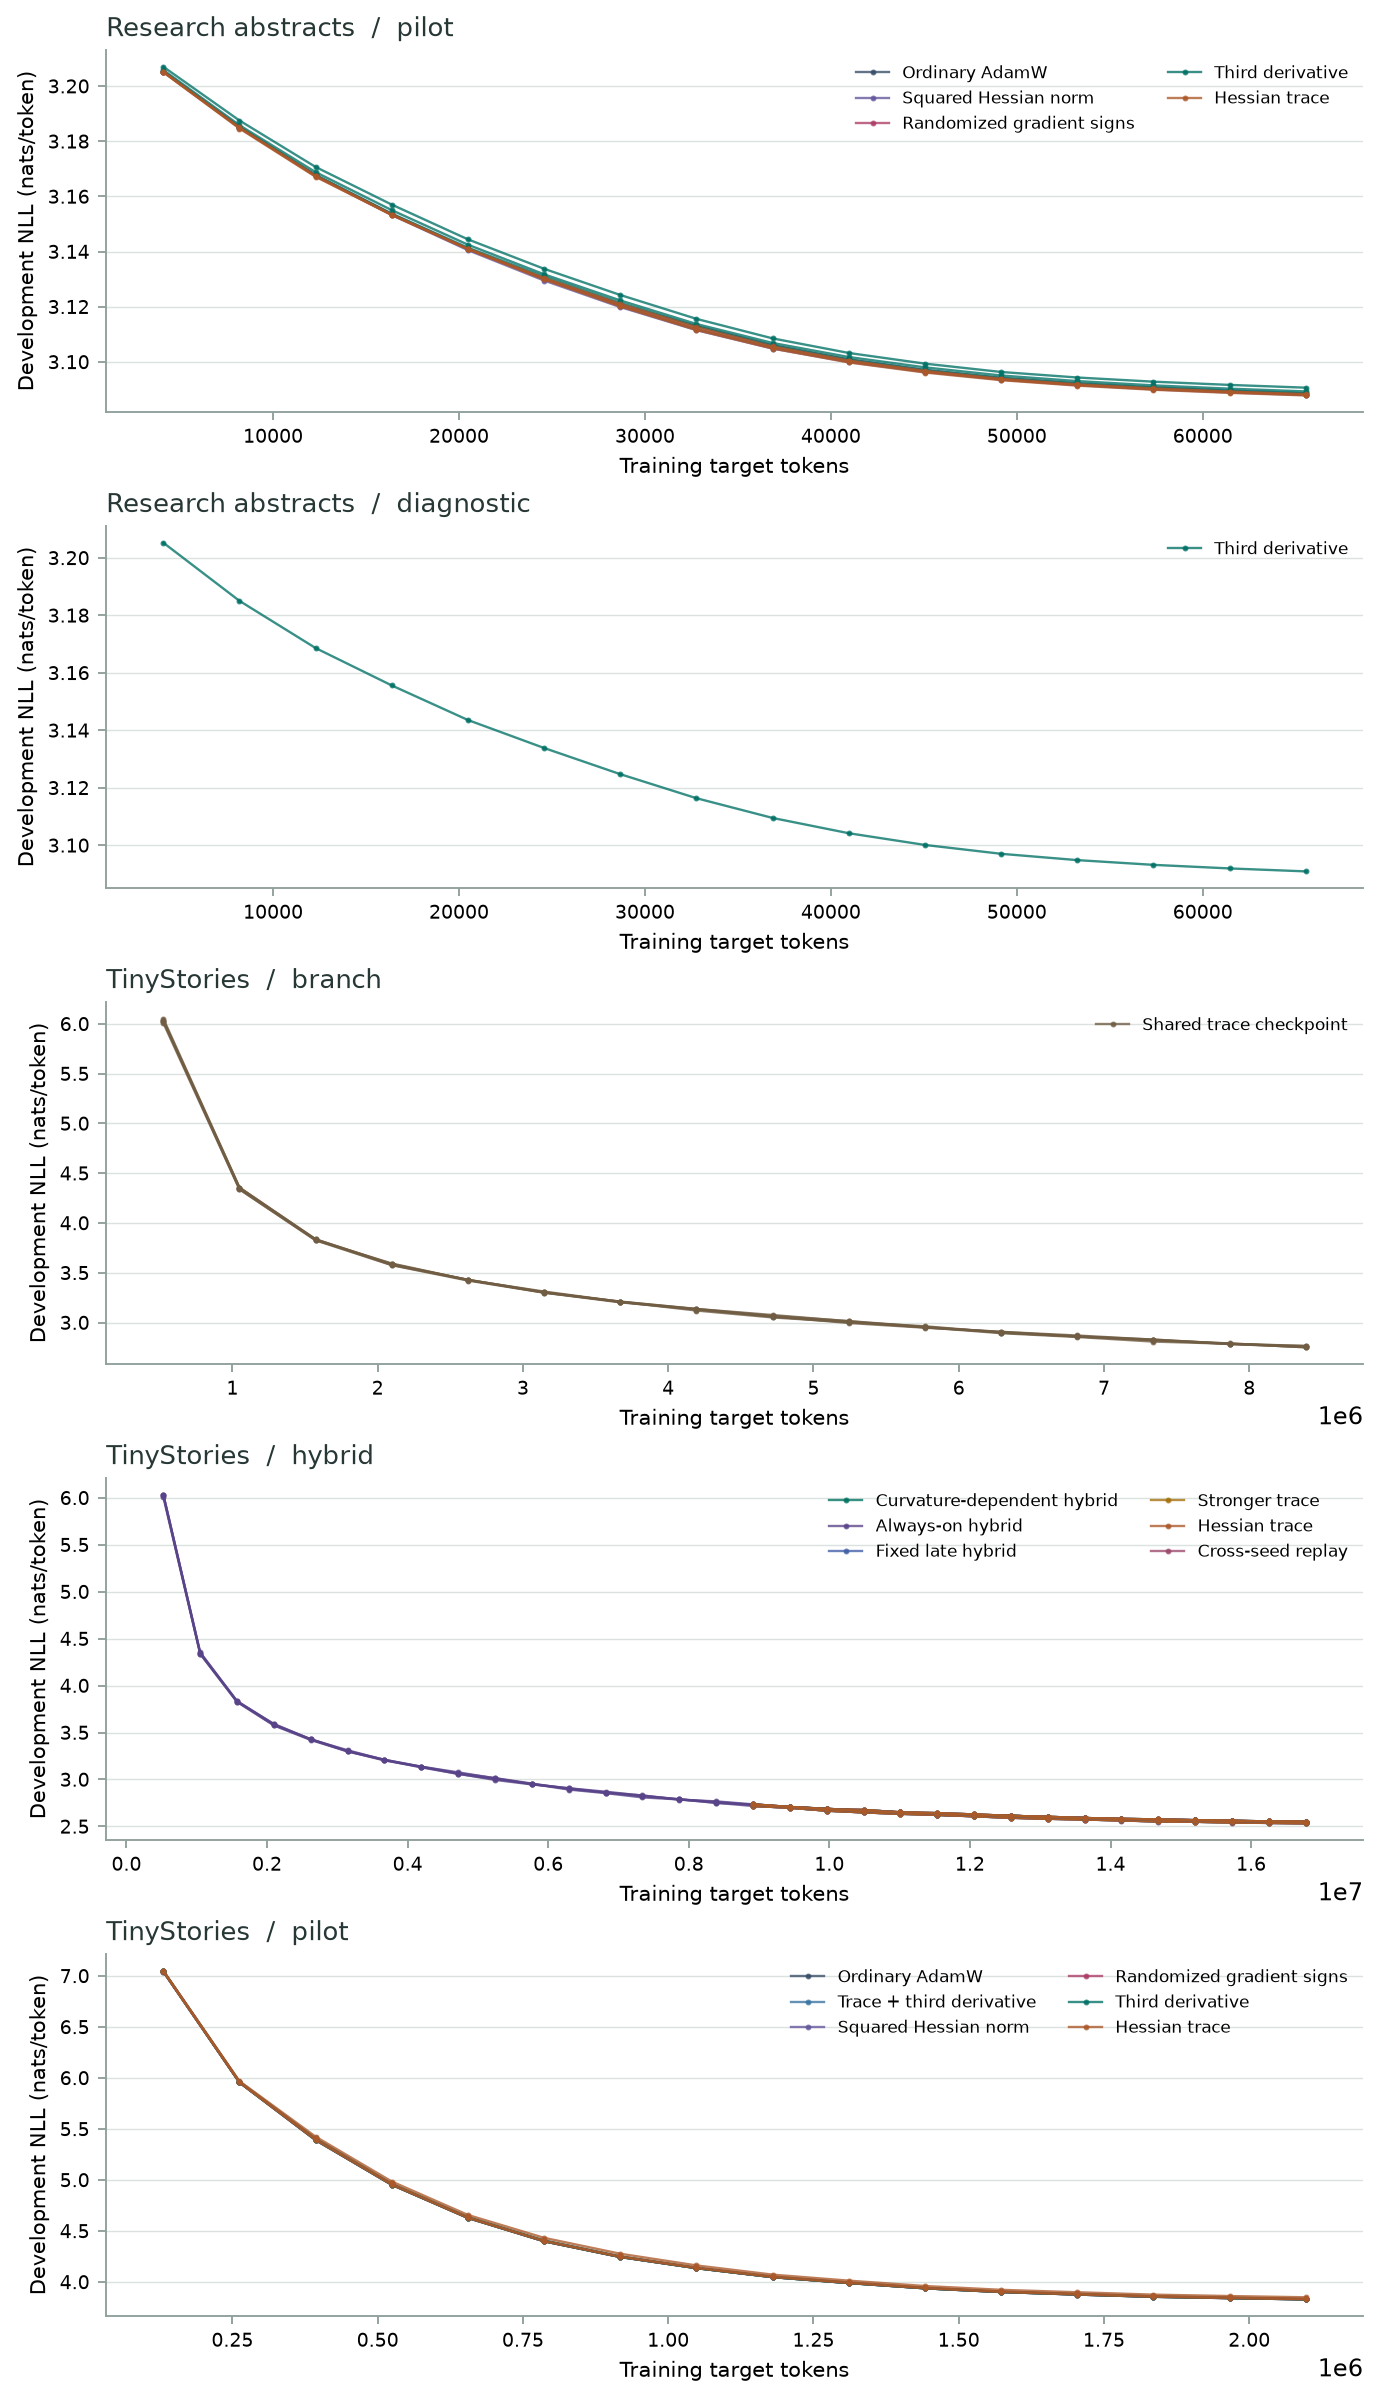 Research abstracts / pilot
Development NLL (nats/token)
3.20
3.18
3.16
3.14
3.12
3.10
Ordinary AdamW
Squared Hessian norm
Randomized gradient signs
Third derivative
Hessian trace
10000 20000 30000 40000 50000 60000
Training target tokens
Research abstracts / diagnostic
Development NLL (nats/token)
3.20
3.18
3.16
3.14
3.12
3.10
Third derivative
10000 20000 30000 40000 50000 60000
Training target tokens
TinyStories / branch
Development NLL (nats/token)
6.0
5.5
5.0
4.5
4.0
3.5
3.0
Shared trace checkpoint
1 2 3 4 5 6 7 8
1e6
Training target tokens
TinyStories / hybrid
Development NLL (nats/token)
6.0
5.5
5.0
4.5
4.0
3.5
3.0
2.5
Curvature-dependent hybrid
Always-on hybrid
Fixed late hybrid
Stronger trace
Hessian trace
Cross-seed replay
0.0 0.2 0.4 0.6 0.8 1.0 1.2 1.4 1.6
1e7
Training target tokens
TinyStories / pilot
Development NLL (nats/token)
7.0
6.5
6.0
5.5
5.0
4.5
4.0
Ordinary AdamW
Trace + third derivative
Squared Hessian norm
Randomized gradient signs
Third derivative
Hessian trace
0.25 0.50 0.75 1.00 1.25 1.50 1.75 2.00
1e6
Training target tokens